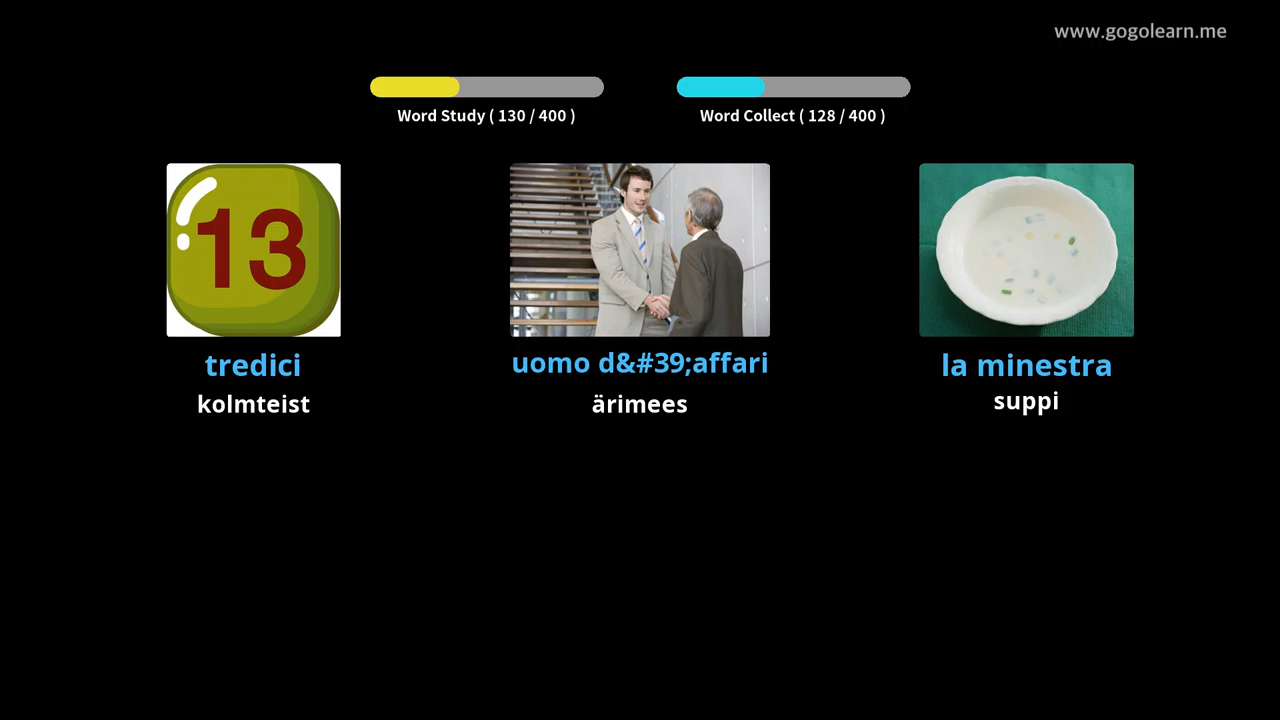 www.gogolearn.me
Word Study ( 130 / 400 )
Word Collect ( 128 / 400 )
13
tredici
kolmteist
uomo d&#39;affari
ärimees
la minestra
suppi